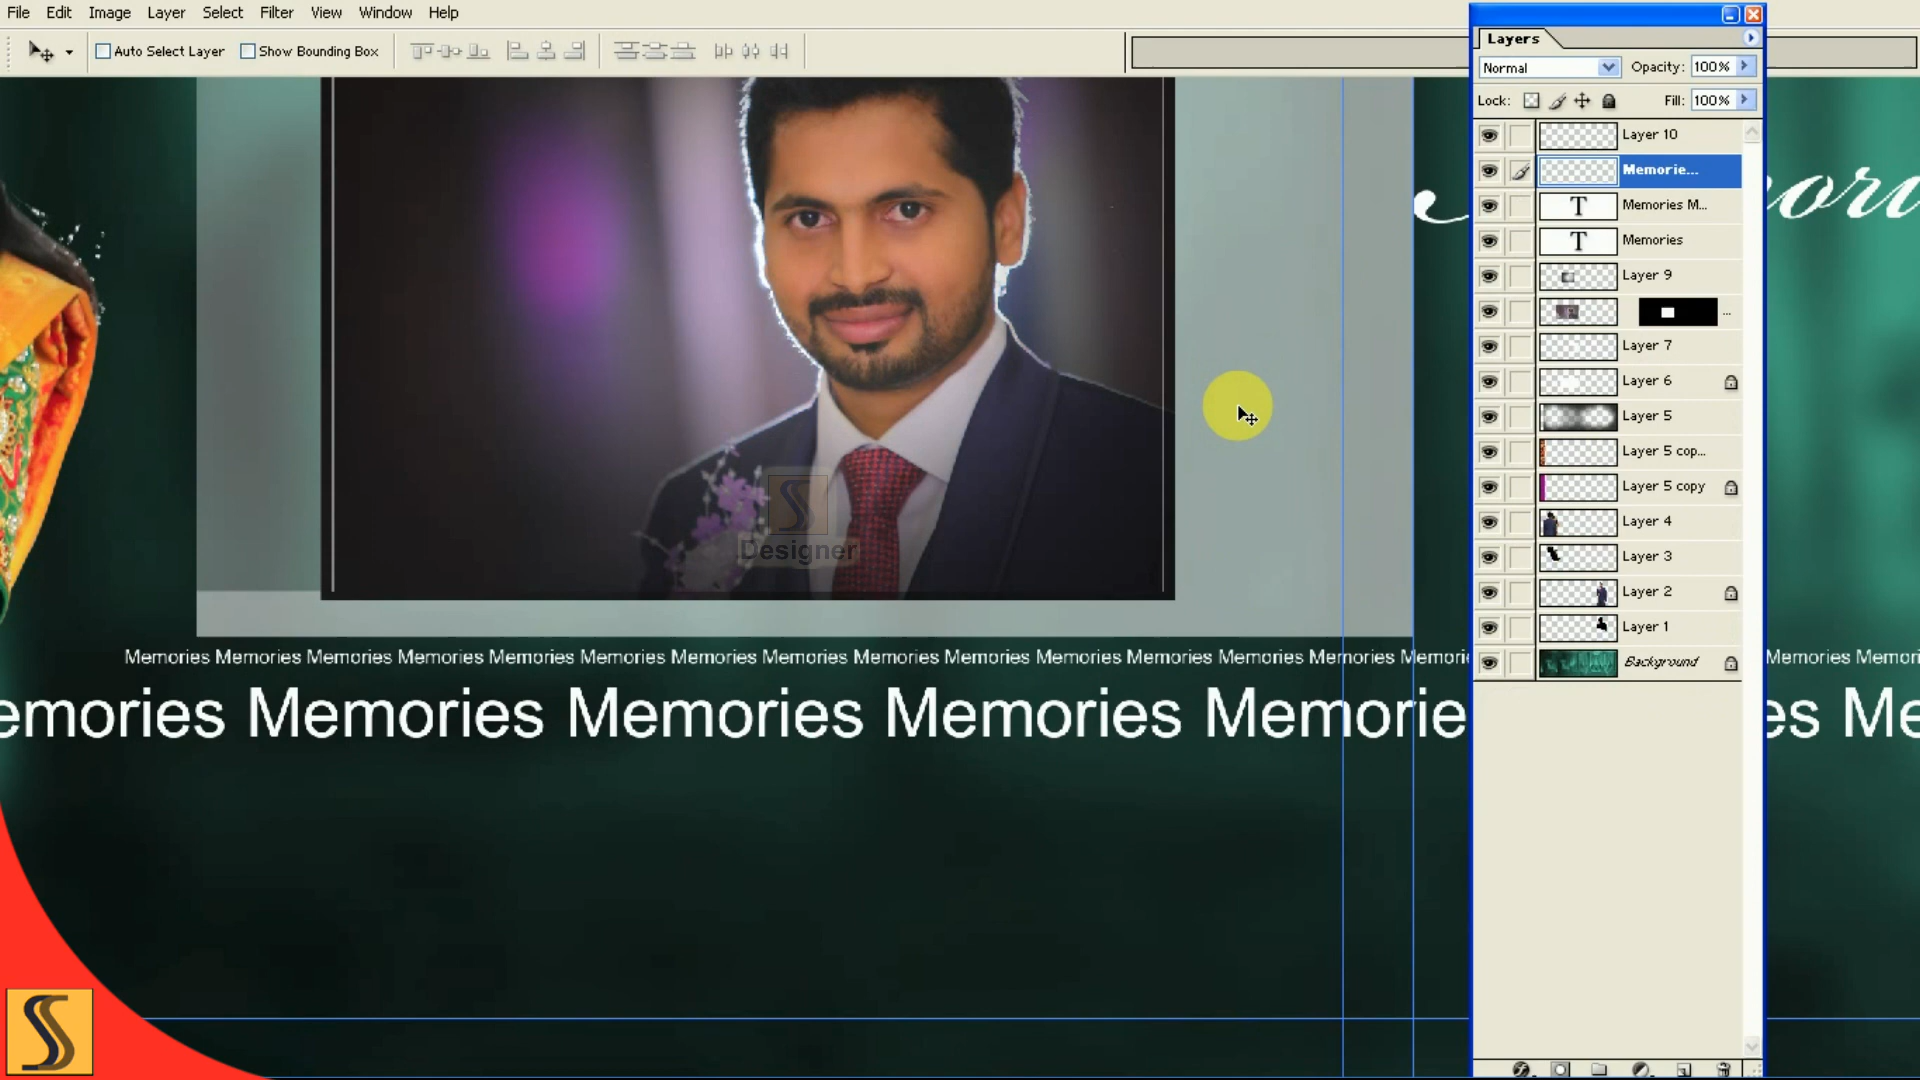 File Edit Image Layer Select Filter View Window Help
Auto Select Layer Show Bounding Box
Layers
Normal Opacity: 100%
Lock: Fill: 100%
Layer 10
Memorie...
T Memories M...
T Memories
Layer 9
...
Layer 7
Layer 6
Layer 5
Layer 5 cop...
Layer 5 copy
Layer 4
Layer 3
Layer 2
Layer 1
Background
Designer
Memories Memories Memories Memories Memories Memories Memories Memories Memories Memories Memories Memories Memories Memories Memori
Memories Memori
emories Memories Memories Memories Memorie
es Me